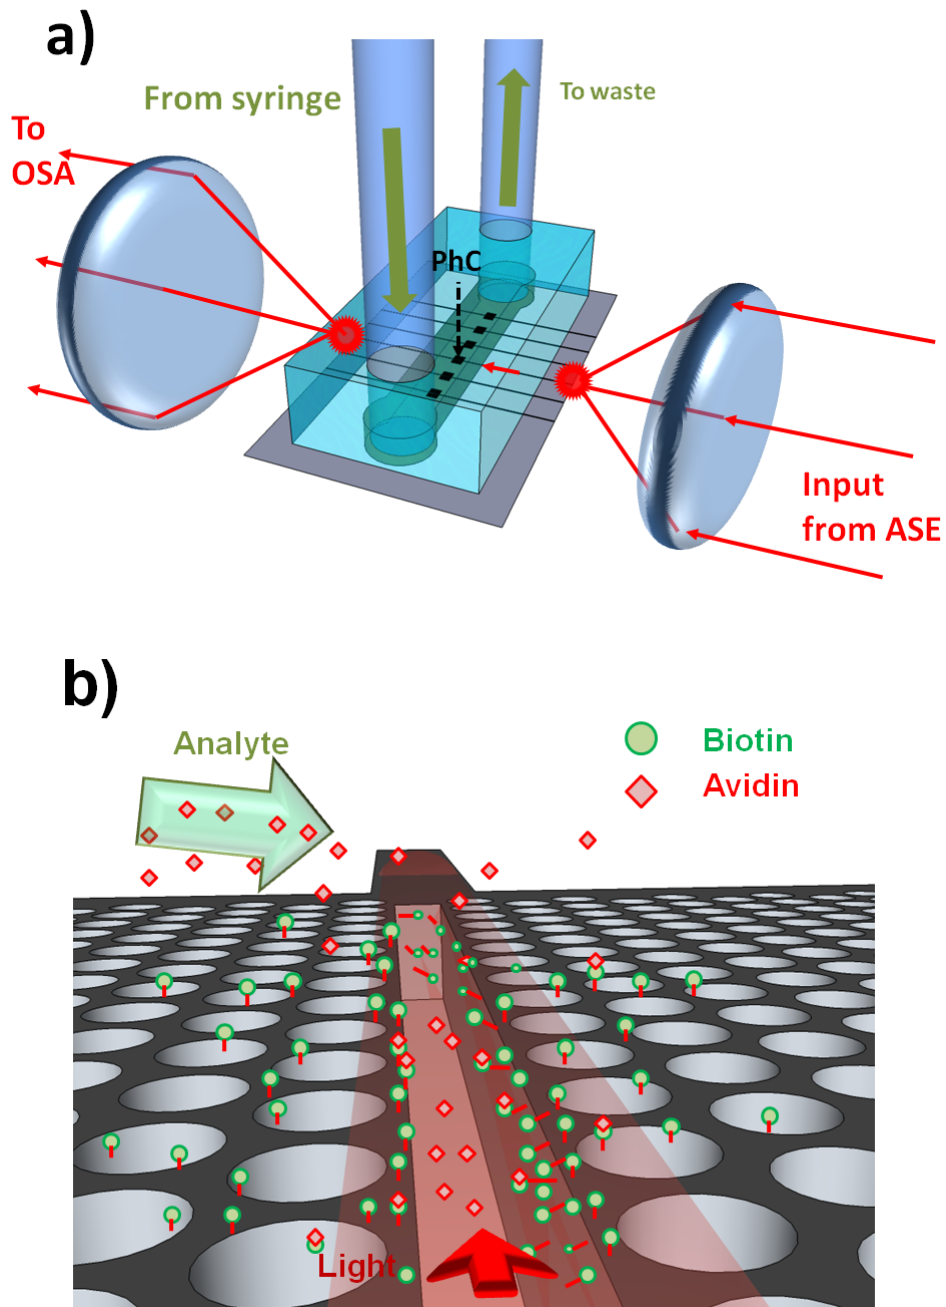 a)
From syringe
To waste
To
OSA
PhC
Input
from ASE
b)
Analyte
Biotin
Avidin
Light